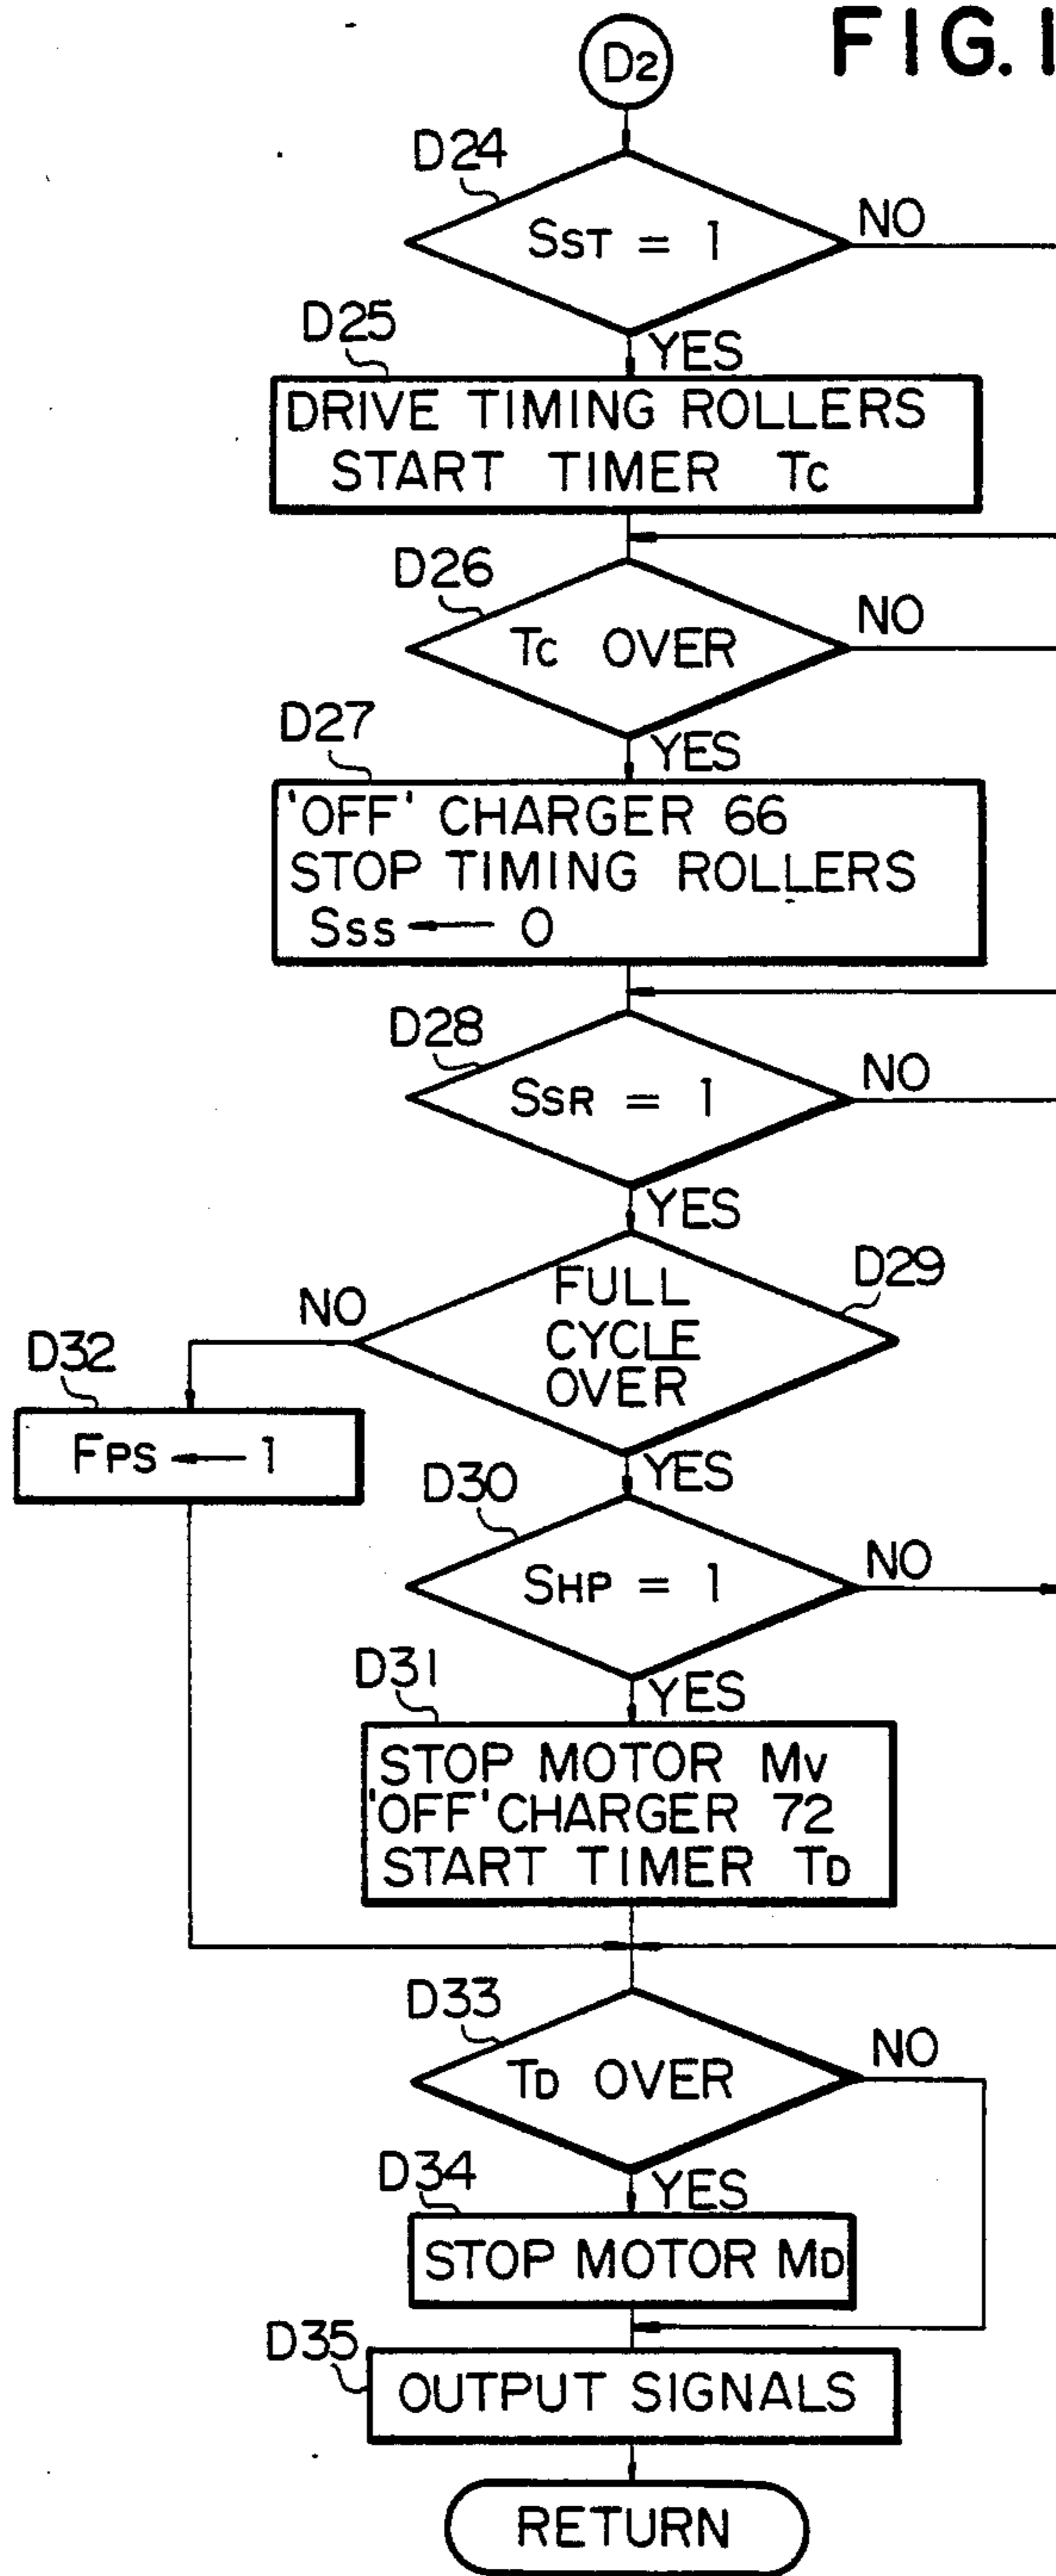 FIG. 1
D2
D24
SST = 1
NO
YES
D25
DRIVE TIMING ROLLERS
START TIMER TC
D26
TC OVER
NO
YES
D27
'OFF' CHARGER 66
STOP TIMING ROLLERS
SSS ← 0
D28
SSR = 1
NO
YES
D29
FULL
CYCLE
OVER
NO
YES
D32
FPS ← 1
D30
SHP = 1
NO
YES
D31
STOP MOTOR MV
'OFF' CHARGER 72
START TIMER TD
D33
TD OVER
NO
YES
D34
STOP MOTOR MD
D35
OUTPUT SIGNALS
RETURN